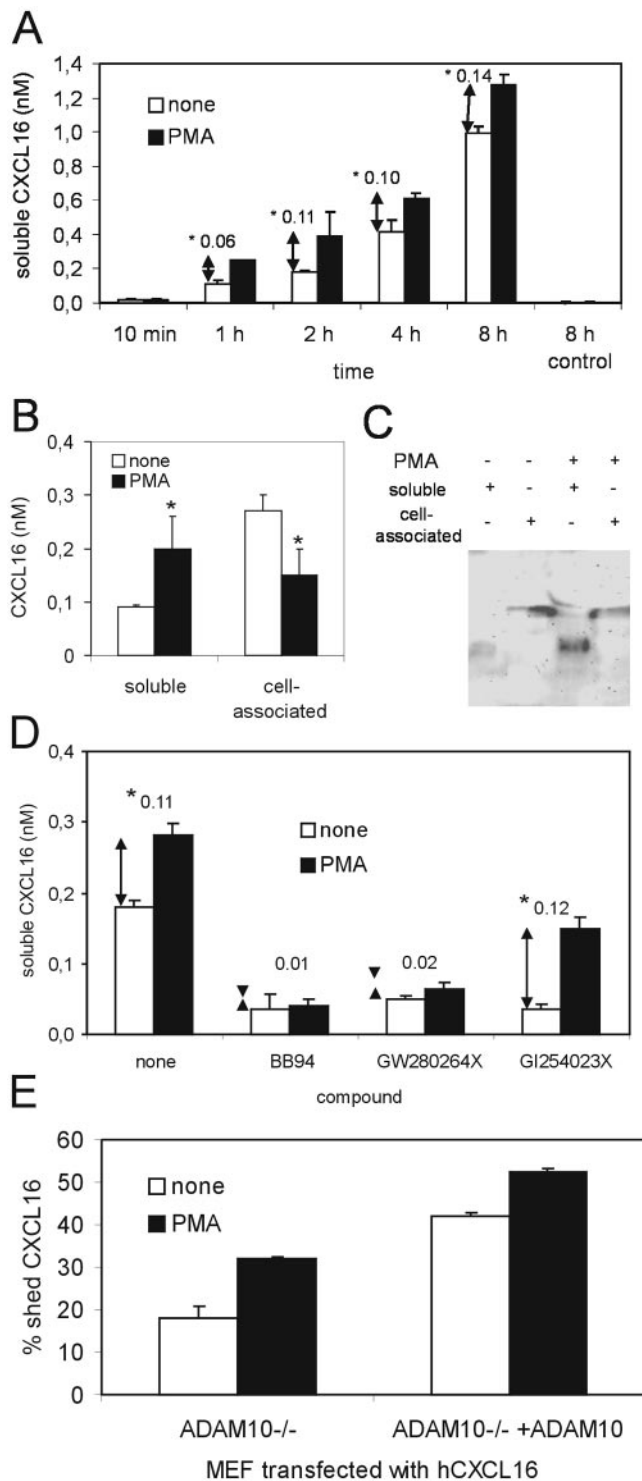 A
soluble CXCL16 (nM)
1,4
1,2
1,0
0,8
0,6
0,4
0,2
0,0
none
PMA
* 0.06
* 0.11
* 0.10
* 0.14
10 min 1 h 2 h 4 h 8 h 8 h
control
time
B
CXCL16 (nM)
0,4
0,3
0,2
0,1
0
none
PMA
*
*
soluble cell-
associated
C
PMA - - + +
soluble + - + -
cell-
associated - + - +
D
soluble CXCL16 (nM)
0,4
0,3
0,2
0,1
0,0
none
PMA
* 0.11
0.01
0.02
* 0.12
none BB94 GW280264X GI254023X
compound
E
% shed CXCL16
60
50
40
30
20
10
0
none
PMA
ADAM10-/- ADAM10-/- +ADAM10
MEF transfected with hCXCL16